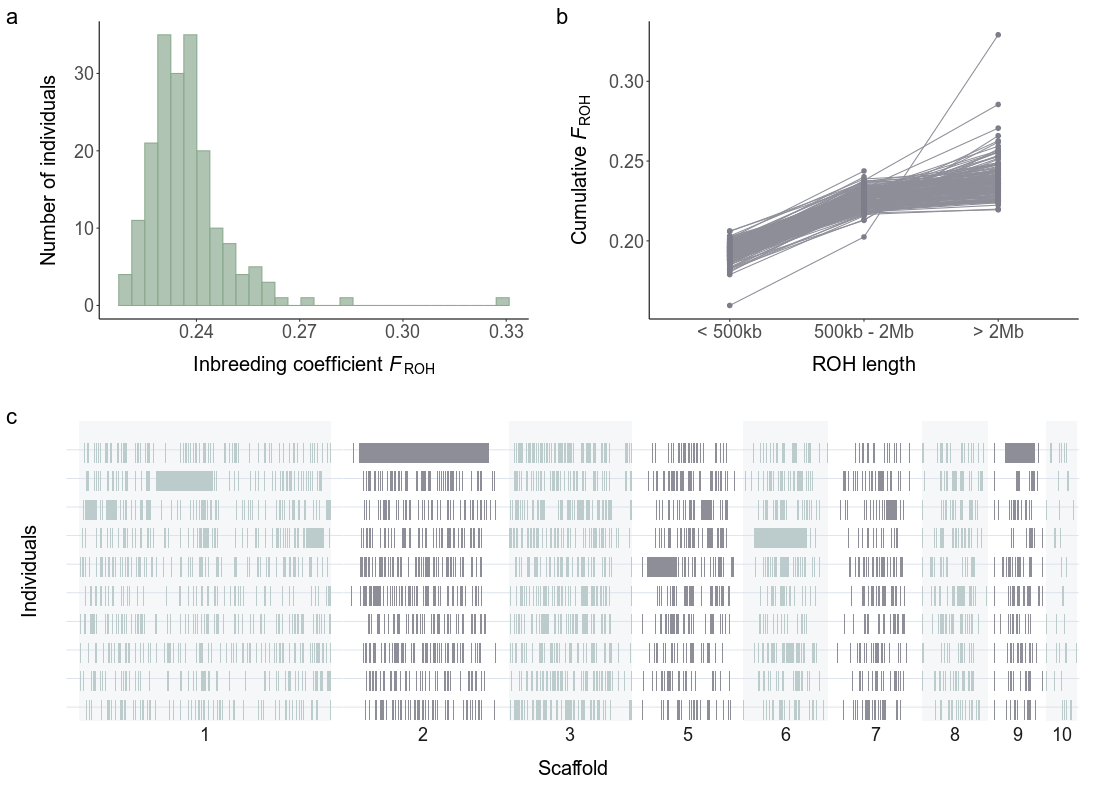 a
Number of individuals
30
20
10
0
0.24 0.27 0.30 0.33
Inbreeding coefficient FROH
b
Cumulative FROH
0.30
0.25
0.20
< 500kb 500kb - 2Mb > 2Mb
ROH length
c
Individuals
1 2 3 5 6 7 8 9 10
Scaffold